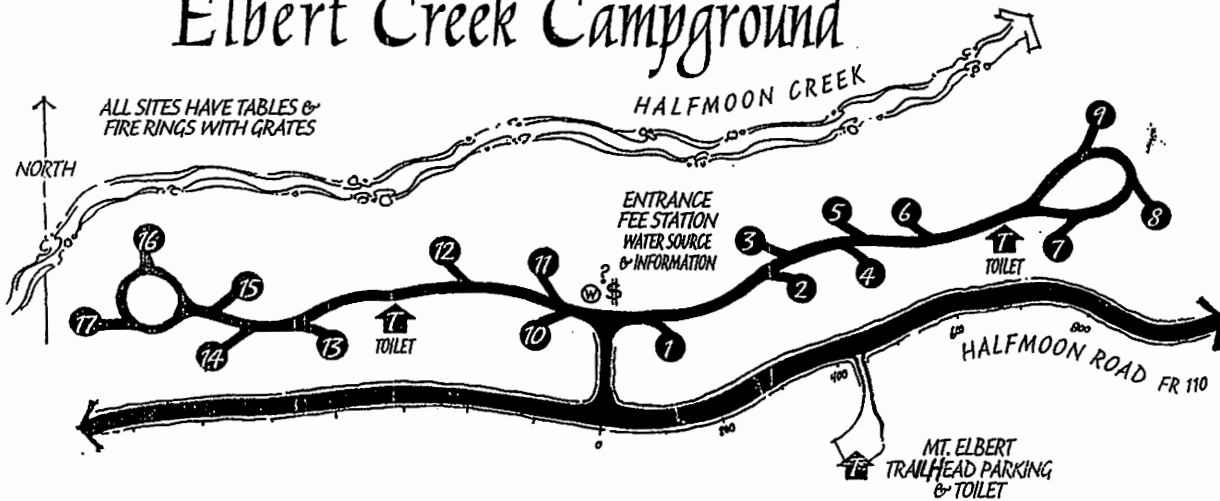 Elbert Creek Campground
HALFMOON CREEK
ALL SITES HAVE TABLES &
FIRE RINGS WITH GRATES
NORTH
ENTRANCE
FEE STATION
WATER SOURCE
& INFORMATION
?
W $
9
8
7
6
5
4
3
2
1
10
11
12
13
14
15
16
17
T
TOILET
T
TOILET
0
200
400
600
800
HALFMOON ROAD FR 110
T
MT. ELBERT
TRAILHEAD PARKING
& TOILET